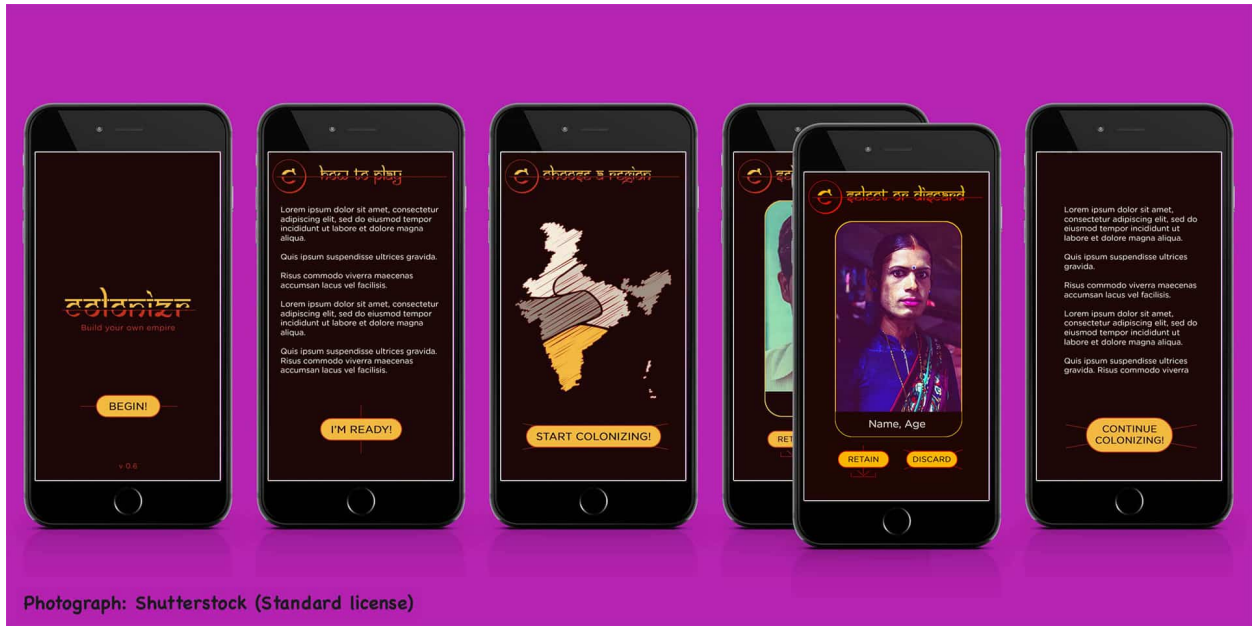 colonizr
Build your own empire
BEGIN!
v 0.6
C
how to play
Lorem ipsum dolor sit amet, consectetur
adipiscing elit, sed do eiusmod tempor
incididunt ut labore et dolore magna
aliqua.
Quis ipsum suspendisse ultrices gravida.
Risus commodo viverra maecenas
accumsan lacus vel facilisis.
Lorem ipsum dolor sit amet, consectetur
adipiscing elit, sed do eiusmod tempor
incididunt ut labore et dolore magna
aliqua.
Quis ipsum suspendisse ultrices gravida.
Risus commodo viverra maecenas
accumsan lacus vel facilisis.
I'M READY!
C
choose a region
START COLONIZING!
C
sel
RET
C
select or discard
Name, Age
RETAIN
DISCARD
Lorem ipsum dolor sit amet,
consectetur adipiscing elit, sed do
eiusmod tempor incididunt ut
labore et dolore magna aliqua.
Quis ipsum suspendisse ultrices
gravida.
Risus commodo viverra maecenas
accumsan lacus vel facilisis.
Lorem ipsum dolor sit amet,
consectetur adipiscing elit, sed do
eiusmod tempor incididunt ut
labore et dolore magna aliqua.
Quis ipsum suspendisse ultrices
gravida. Risus commodo viverra
CONTINUE
COLONIZING!
Photograph: Shutterstock (Standard license)